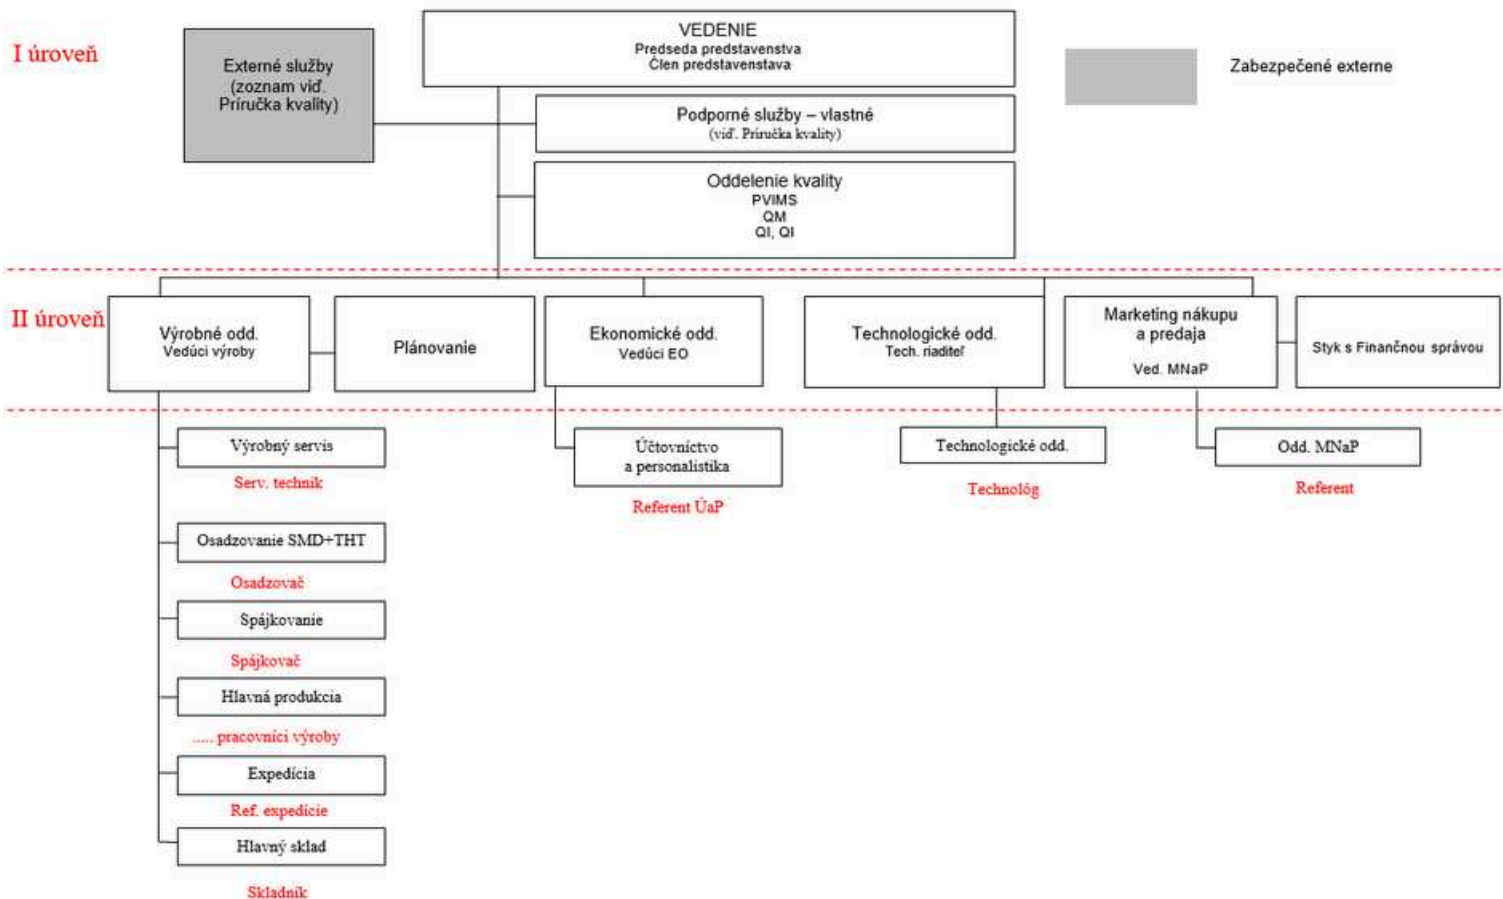 I úroveň
Externé služby
(zoznam viď.
Príručka kvality)
VEDENIE
Predseda predstavenstva
Člen predstavenstava
Zabezpečené externe
Podporné služby – vlastné
(viď. Príručka kvality)
Oddelenie kvality
PVIMS
QM
QI, QI
II úroveň
Výrobné odd.
Vedúci výroby
Plánovanie
Ekonomické odd.
Vedúci EO
Technologické odd.
Tech. riaditeľ
Marketing nákupu
a predaja
Ved. MNaP
Styk s Finančnou správou
Výrobný servis
Serv. technik
Osadzovanie SMD+THT
Osadzovač
Spájkovanie
Spájkovač
Hlavná produkcia
..... pracovníci výroby
Expedícia
Ref. expedície
Hlavný sklad
Skladník
Účtovníctvo
a personalistika
Referent ÚaP
Technologické odd.
Technológ
Odd. MNaP
Referent